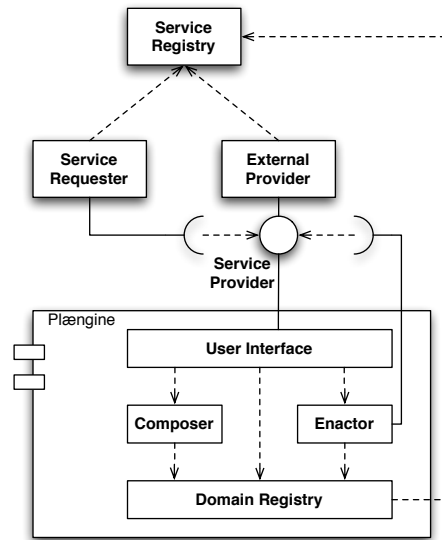 Service
Registry
Service
Requester
External
Provider
Service
Provider
Plængine
User Interface
Composer
Enactor
Domain Registry